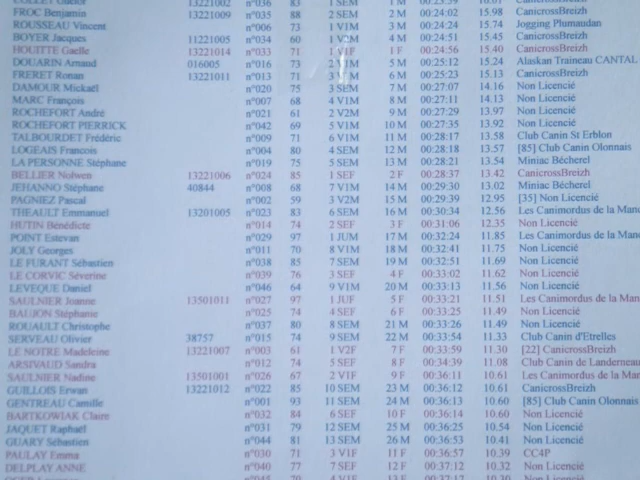 n°036 83 1 SEM 1 M
FROC Benjamin 13221009 n°035 88 2 SEM 2 M 00:24:02 15.98 CanicrossBreizh
ROUSSEAU Vincent n°006 73 1 V1M 3 M 00:24:24 15.74 Jogging Plumaudan
BOYER Jacques 11221005 n°034 60 1 4 M 00:24:51 15.45 CanicrossBreizh
HOUITTE Gaelle 13221014 n°033 71 1 V1F 1 F 00:24:56 15.40 CanicrossBreizh
DOUARIN Arnaud 016005 n°016 73 2 V1M 5 M 00:25:12 15.24 Alaskan Traineau CANTAL
FRERET Ronan 13221011 n°013 71 3 V1M 6 M 00:25:23 15.13 CanicrossBreizh
DAMOUR Mickaël n°020 75 3 SEM 7 M 00:27:07 14.16 Non Licencié
MARC François n°007 68 4 V1M 8 M 00:27:11 14.13 Non Licencié
ROCHEFORT André n°021 61 2 V2M 9 M 00:27:29 13.97 Non Licencié
ROCHEFORT PIERRICK n°042 69 5 V1M 10 M 00:27:35 13.92 Non Licencié
TALBOURDET Frédéric n°009 71 6 V1M 11 M 00:28:17 13.58 Club Canin St Erblon
LOGEAIS Francois n°004 80 4 SEM 12 M 00:28:18 13.57 [85] Club Canin Olonnais
LA PERSONNE Stéphane n°019 75 5 SEM 13 M 00:28:21 13.54 Miniac Bécherel
BELLIER Nolwen 13221006 n°024 85 1 SEF 2 F 00:28:37 13.42 CanicrossBreizh
JEHANNO Stéphane 40844 n°008 68 7 V1M 14 M 00:29:30 13.02 Miniac Bécherel
PAGNIEZ Pascal n°002 59 3 V2M 15 M 00:29:39 12.95 [35] Non Licencié
THEAULT Emmanuel 13201005 n°023 83 6 SEM 16 M 00:30:34 12.56 Les Canimordus de la Man
HUTIN Bénédicte n°014 74 2 SEF 3 F 00:31:06 12.35 Non Licencié
POINT Estevan n°029 97 1 JUM 17 M 00:32:24 11.85 Les Canimordus de la Man
JOLY Georges n°011 70 8 V1M 18 M 00:32:41 11.75 Non Licencié
LE FURANT Sébastien n°038 85 7 SEM 19 M 00:32:51 11.69 Non Licencié
LE CORVIC Séverine n°039 76 3 SEF 4 F 00:33:02 11.62 Non Licencié
LEVEQUE Daniel n°046 64 9 V1M 20 M 00:33:13 11.56 Non Licencié
SAULNIER Joanne 13501011 n°027 97 1 JUF 5 F 00:33:21 11.51 Les Canimordus de la Man
BAUJON Stéphanie n°025 74 4 SEF 6 F 00:33:25 11.49 Non Licencié
ROUAULT Christophe n°037 80 8 SEM 21 M 00:33:26 11.49 Non Licencié
SERVEAU Olivier 38757 n°015 74 9 SEM 22 M 00:33:54 11.33 Club Canin d'Etrelles
LE NOTRE Madeleine 13221007 n°003 61 1 V2F 7 F 00:33:59 11.30 [22] CanicrossBreizh
ARSIVAUD Sandra n°012 74 5 SEF 8 F 00:34:39 11.08 Club Canin de Landerneau
SAULNIER Nadine 13501001 n°026 67 2 V1F 9 F 00:36:11 10.61 Les Canimordus de la Man
GUILLOIS Erwan 13221012 n°022 85 10 SEM 23 M 00:36:12 10.61 CanicrossBreizh
GENTREAU Camille n°001 93 11 SEM 24 M 00:36:13 10.60 [85] Club Canin Olonnais
BARTKOWIAK Claire n°032 84 6 SEF 10 F 00:36:14 10.60 Non Licencié
JAQUET Raphaël n°031 79 12 SEM 25 M 00:36:25 10.54 Non Licencié
GUARY Sébastien n°044 81 13 SEM 26 M 00:36:53 10.41 Non Licencié
PAULAY Emma n°030 71 3 V1F 11 F 00:36:57 10.39 CC4P
DELPLAY ANNE n°040 77 7 SEF 12 F 00:37:12 10.32 Non Licencié